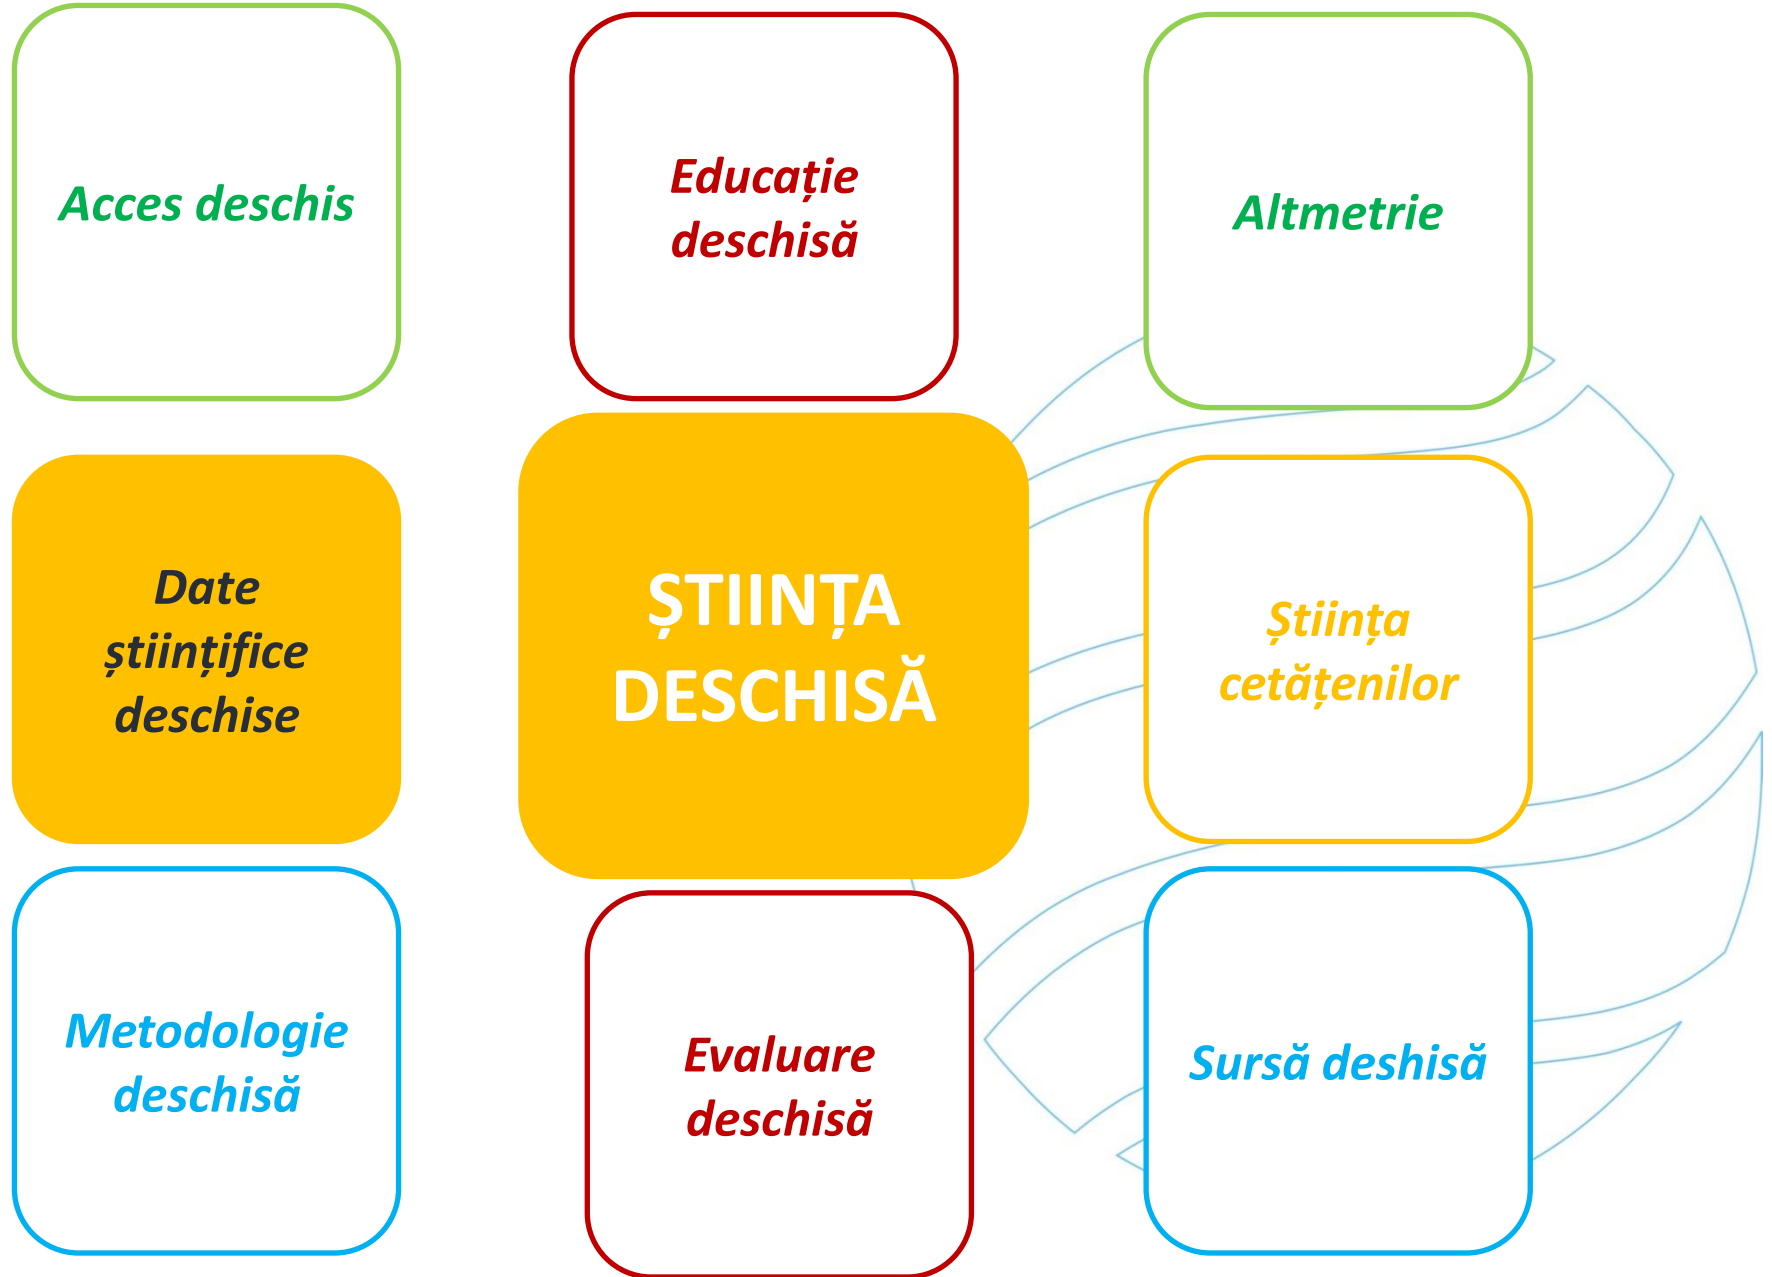 Acces deschis
Educație
deschisă
Altmetrie
Date
științifice
deschise
ȘTIINȚA
DESCHISĂ
Știința
cetățenilor
Metodologie
deschisă
Evaluare
deschisă
Sursă deshisă